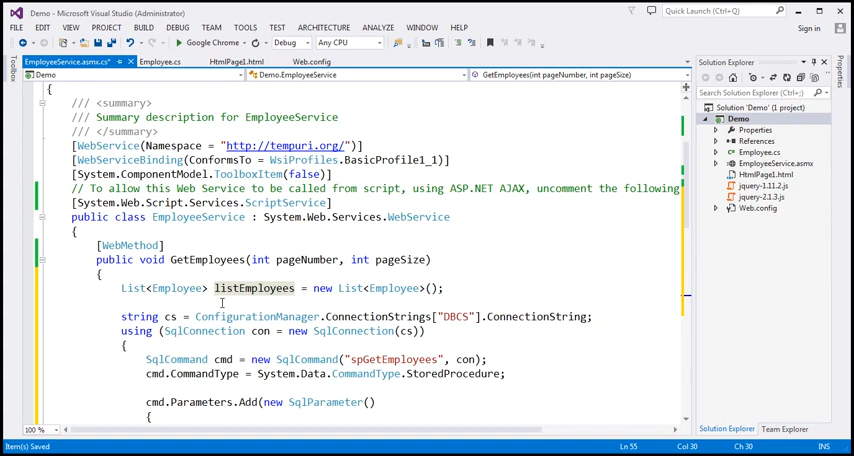 Demo - Microsoft Visual Studio (Administrator)
Quick Launch (Ctrl+Q)
FILE EDIT VIEW PROJECT BUILD DEBUG TEAM TOOLS TEST ARCHITECTURE ANALYZE WINDOW HELP
Sign in
Google Chrome Debug Any CPU
Toolbox
EmployeeService.asmx.cs* Employee.cs HtmlPage1.html Web.config
Demo Demo.EmployeeService GetEmployees(int pageNumber, int pageSize)
{
/// <summary>
/// Summary description for EmployeeService
/// </summary>
[WebService(Namespace = "http://tempuri.org/")]
[WebServiceBinding(ConformsTo = WsiProfiles.BasicProfile1_1)]
[System.ComponentModel.ToolboxItem(false)]
// To allow this Web Service to be called from script, using ASP.NET AJAX, uncomment the following
[System.Web.Script.Services.ScriptService]
public class EmployeeService : System.Web.Services.WebService
{
[WebMethod]
public void GetEmployees(int pageNumber, int pageSize)
{
List<Employee> listEmployees = new List<Employee>();
string cs = ConfigurationManager.ConnectionStrings["DBCS"].ConnectionString;
using (SqlConnection con = new SqlConnection(cs))
{
SqlCommand cmd = new SqlCommand("spGetEmployees", con);
cmd.CommandType = System.Data.CommandType.StoredProcedure;
cmd.Parameters.Add(new SqlParameter()
{
100 %
Solution Explorer
Search Solution Explorer (Ctrl+;)
Solution 'Demo' (1 project)
Demo
Properties
References
Employee.cs
EmployeeService.asmx
HtmlPage1.html
jquery-1.11.2.js
jquery-2.1.3.js
Web.config
Solution Explorer Team Explorer
Properties
Item(s) Saved Ln 55 Col 30 Ch 30 INS